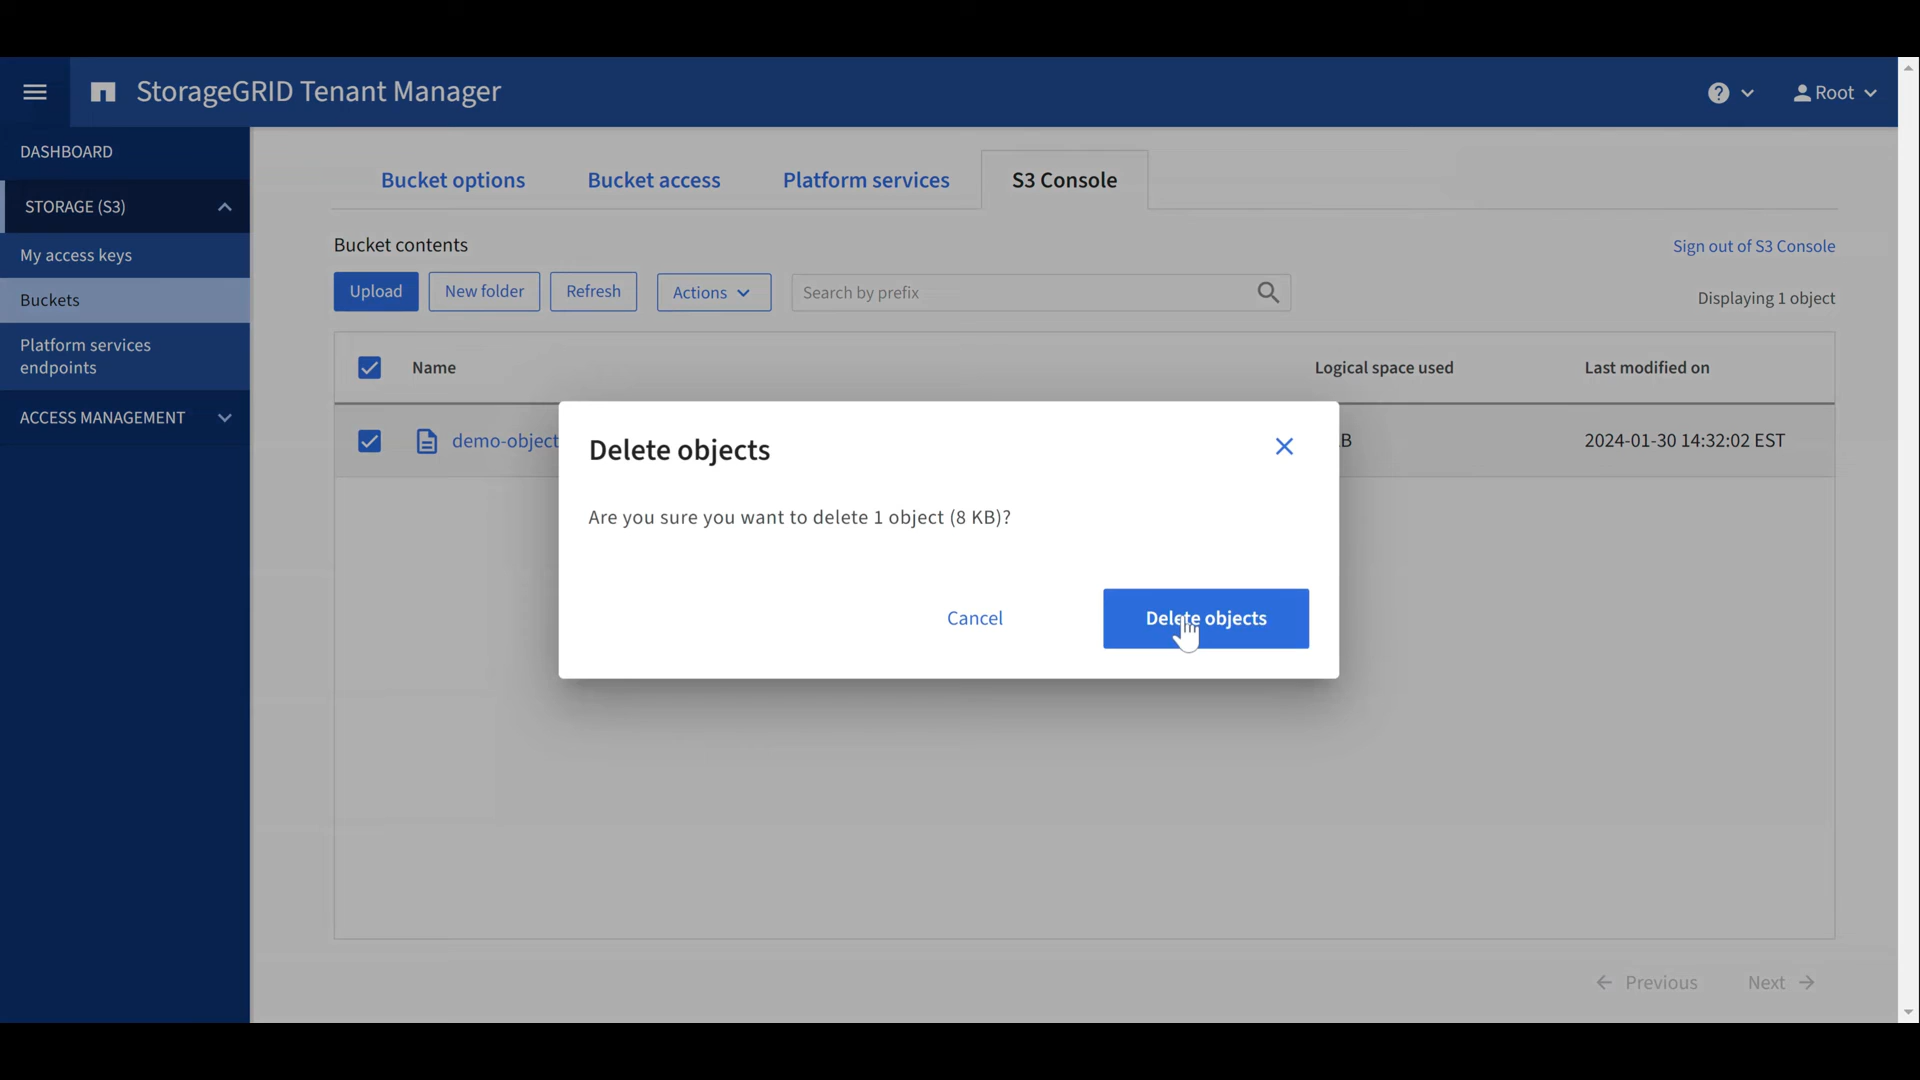 StorageGRID Tenant Manager
Root
DASHBOARD
STORAGE (S3)
My access keys
Buckets
Platform services
endpoints
ACCESS MANAGEMENT
Bucket options
Bucket access
Platform services
S3 Console
Bucket contents
Sign out of S3 Console
Upload
New folder
Refresh
Actions
Search by prefix
Displaying 1 object
Name
Logical space used
Last modified on
demo-object
B
2024-01-30 14:32:02 EST
Delete objects
Are you sure you want to delete 1 object (8 KB)?
Cancel
Delete objects
Previous
Next